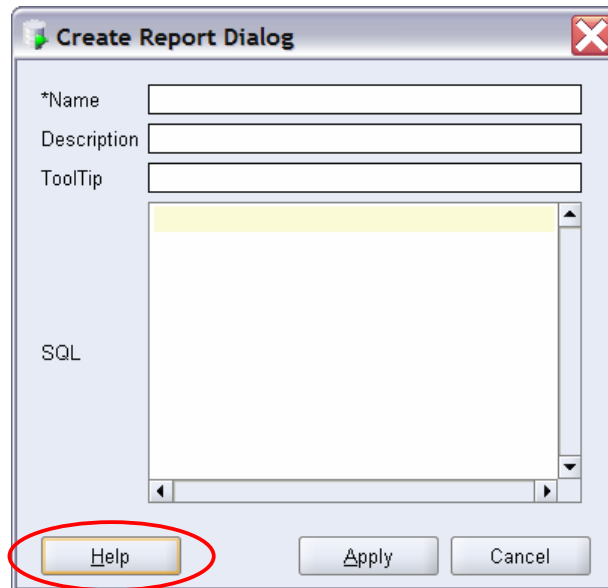 Create Report Dialog
*Name
Description
ToolTip
SQL
Help Apply Cancel